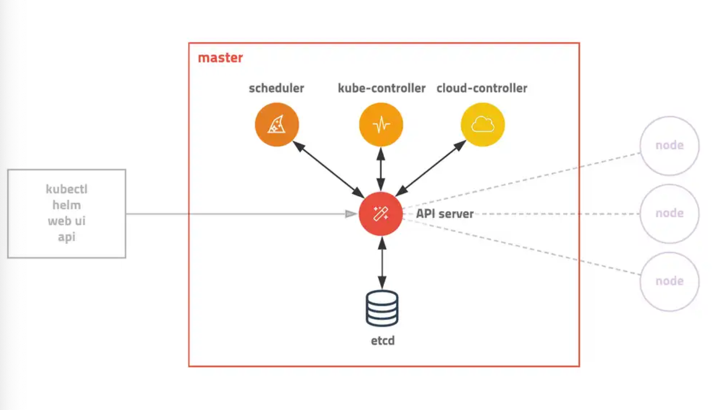 master
scheduler
kube-controller
cloud-controller
kubectl
helm
web ui
api
API server
etcd
node
node
node